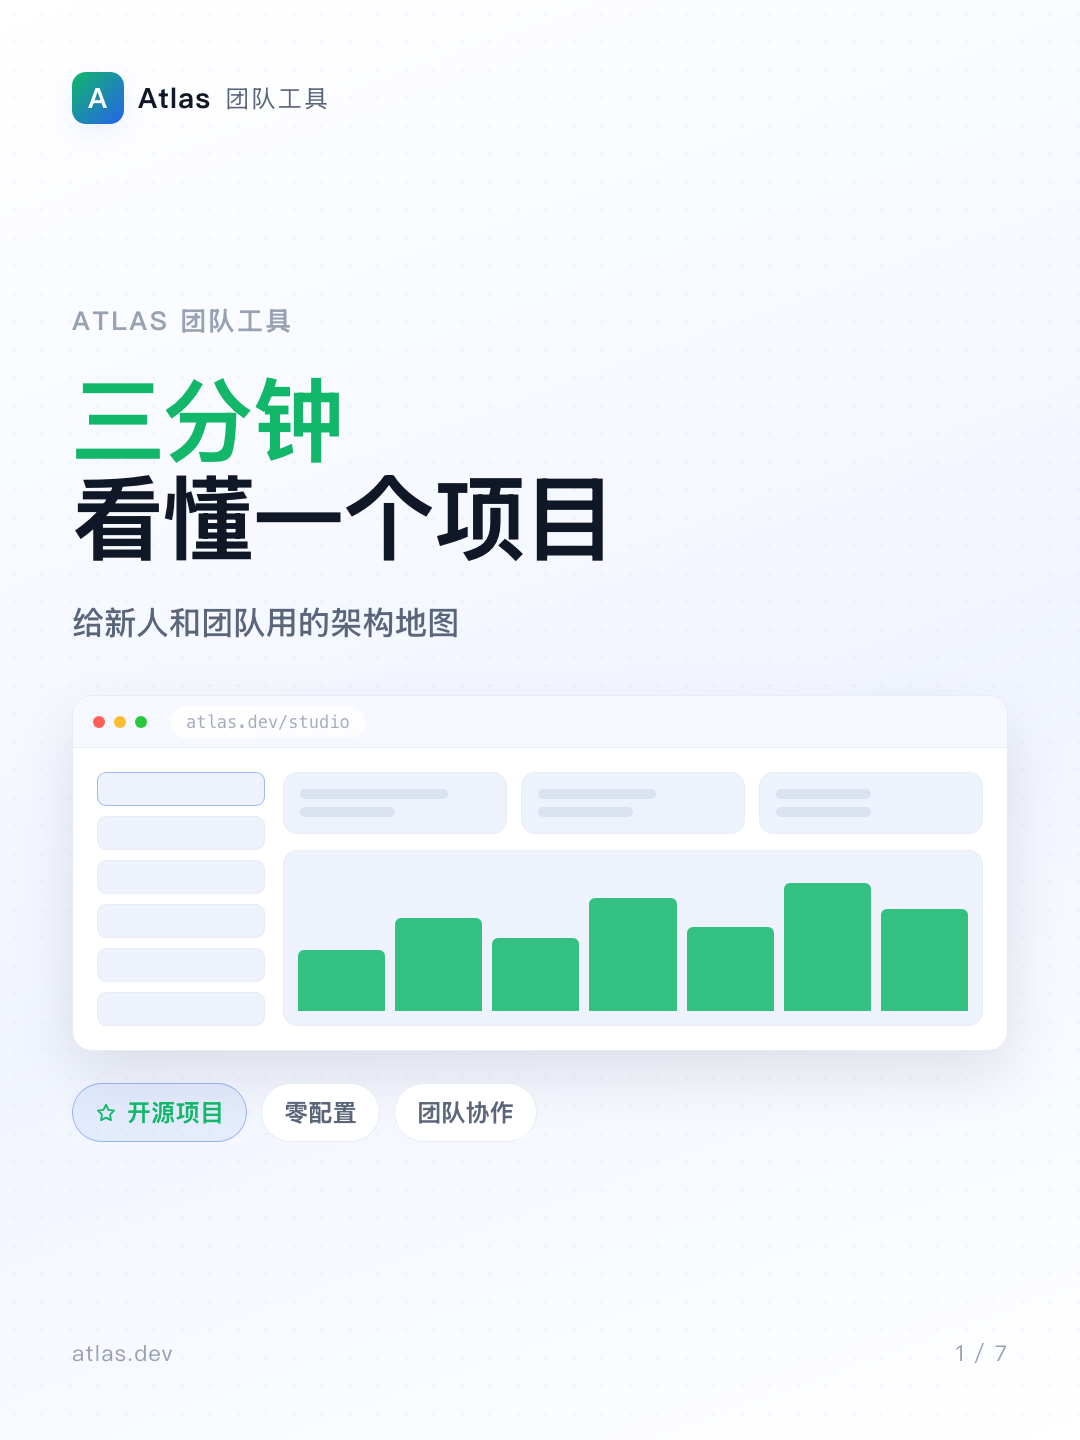 A Atlas 团队工具
ATLAS 团队工具
三分钟
看懂一个项目
给新人和团队用的架构地图
atlas.dev/studio
开源项目 零配置 团队协作
atlas.dev 1 / 7